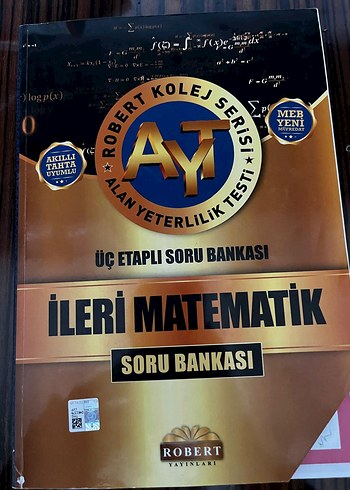 ROBERT KOLEJ SERİSİ
AYT
ALAN YETERLİLİK TESTİ
AKILLI
TAHTA
UYUMLU
MEB
YENİ
MÜFREDAT
ÜÇ ETAPLI SORU BANKASI
İLERİ MATEMATİK
SORU BANKASI
ROBERT
YAYINLARI